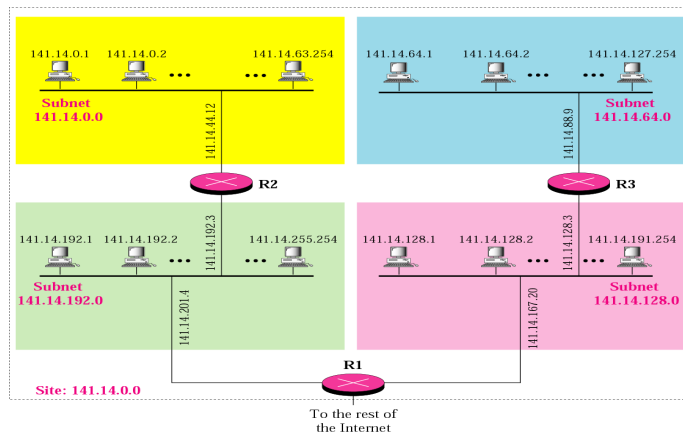 141.14.0.1 141.14.0.2 141.14.63.254
Subnet
141.14.0.0
141.14.44.12
R2
141.14.64.1 141.14.64.2 141.14.127.254
Subnet
141.14.64.0
141.14.88.9
R3
141.14.192.1 141.14.192.2 141.14.255.254
141.14.192.3
Subnet
141.14.192.0
141.14.201.4
141.14.128.1 141.14.128.2 141.14.191.254
141.14.128.3
Subnet
141.14.128.0
141.14.167.20
R1
Site: 141.14.0.0
To the rest of
the Internet